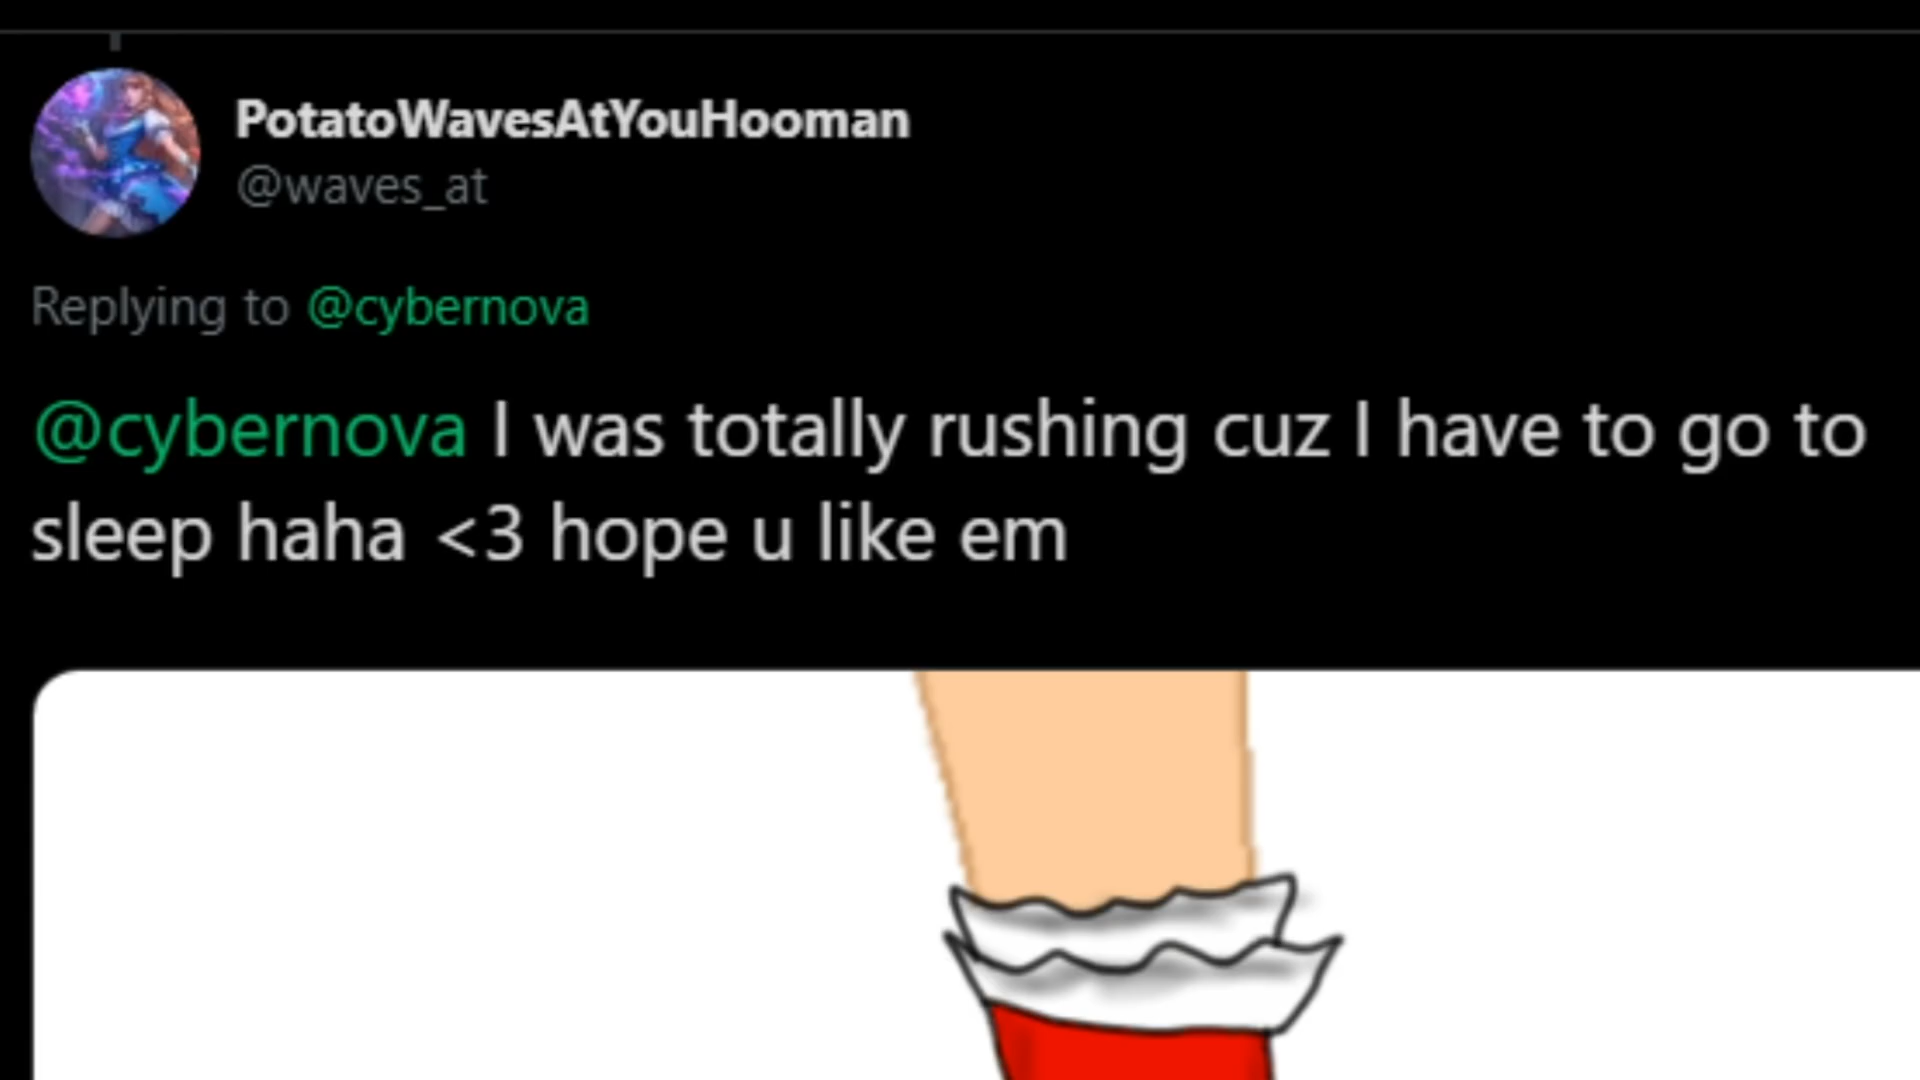 PotatoWavesAtYouHooman
@waves_at
Replying to @cybernova
@cybernova I was totally rushing cuz I have to go to
sleep haha <3 hope u like em